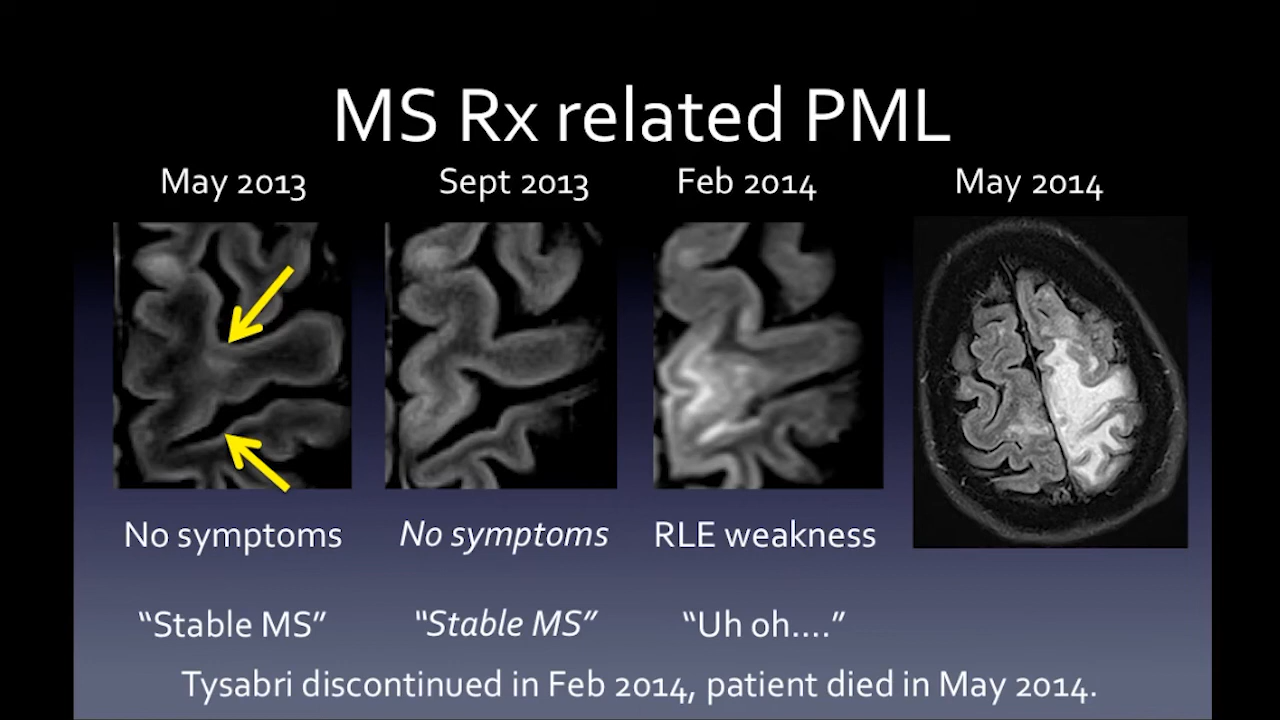 MS Rx related PML
May 2013 Sept 2013 Feb 2014 May 2014
No symptoms No symptoms RLE weakness
“Stable MS” “Stable MS” “Uh oh....”
Tysabri discontinued in Feb 2014, patient died in May 2014.